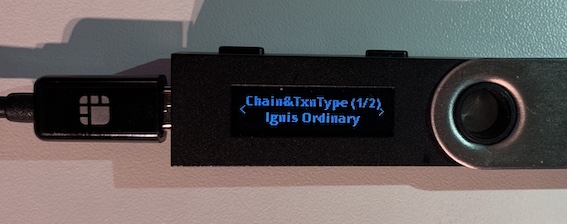 Chain&TxnType (1/2)
Ignis Ordinary